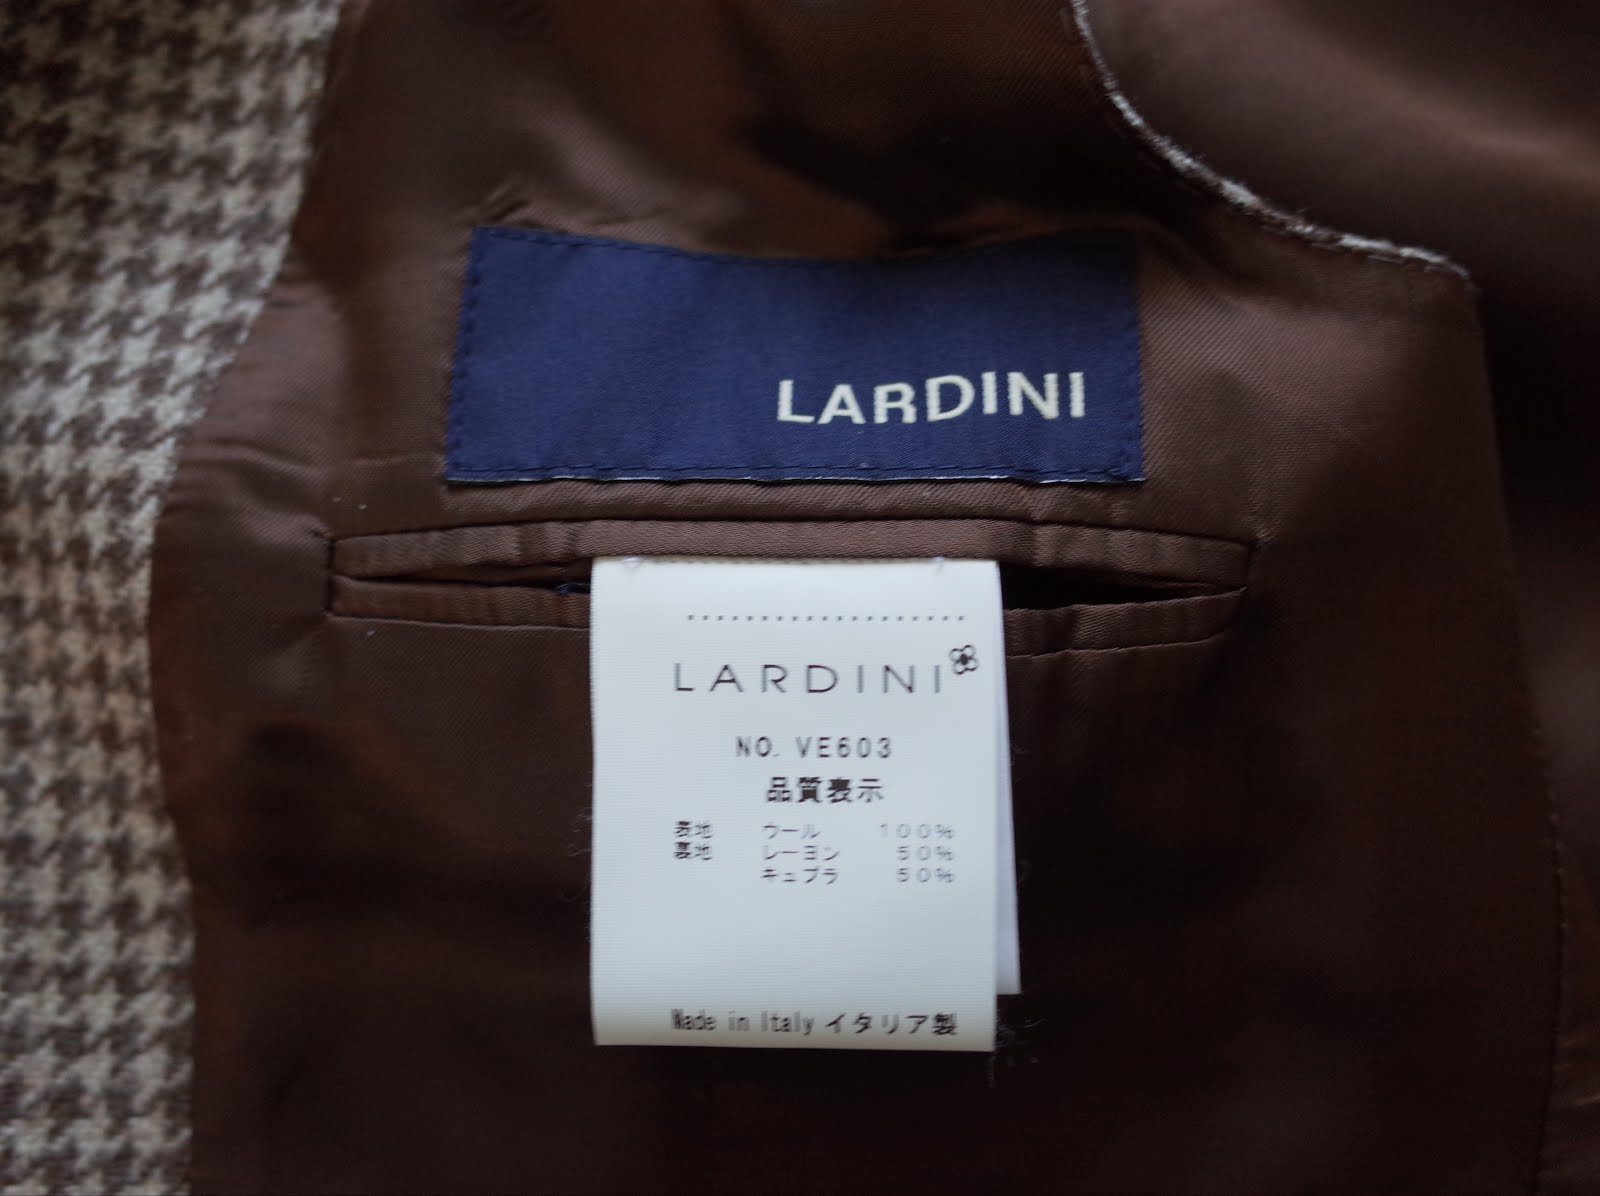 LARDINI
LARDINI
NO. VE603
品質表示
表地 ウール 100%
裏地 レーヨン 50%
キュプラ 50%
Made in Italy イタリア製